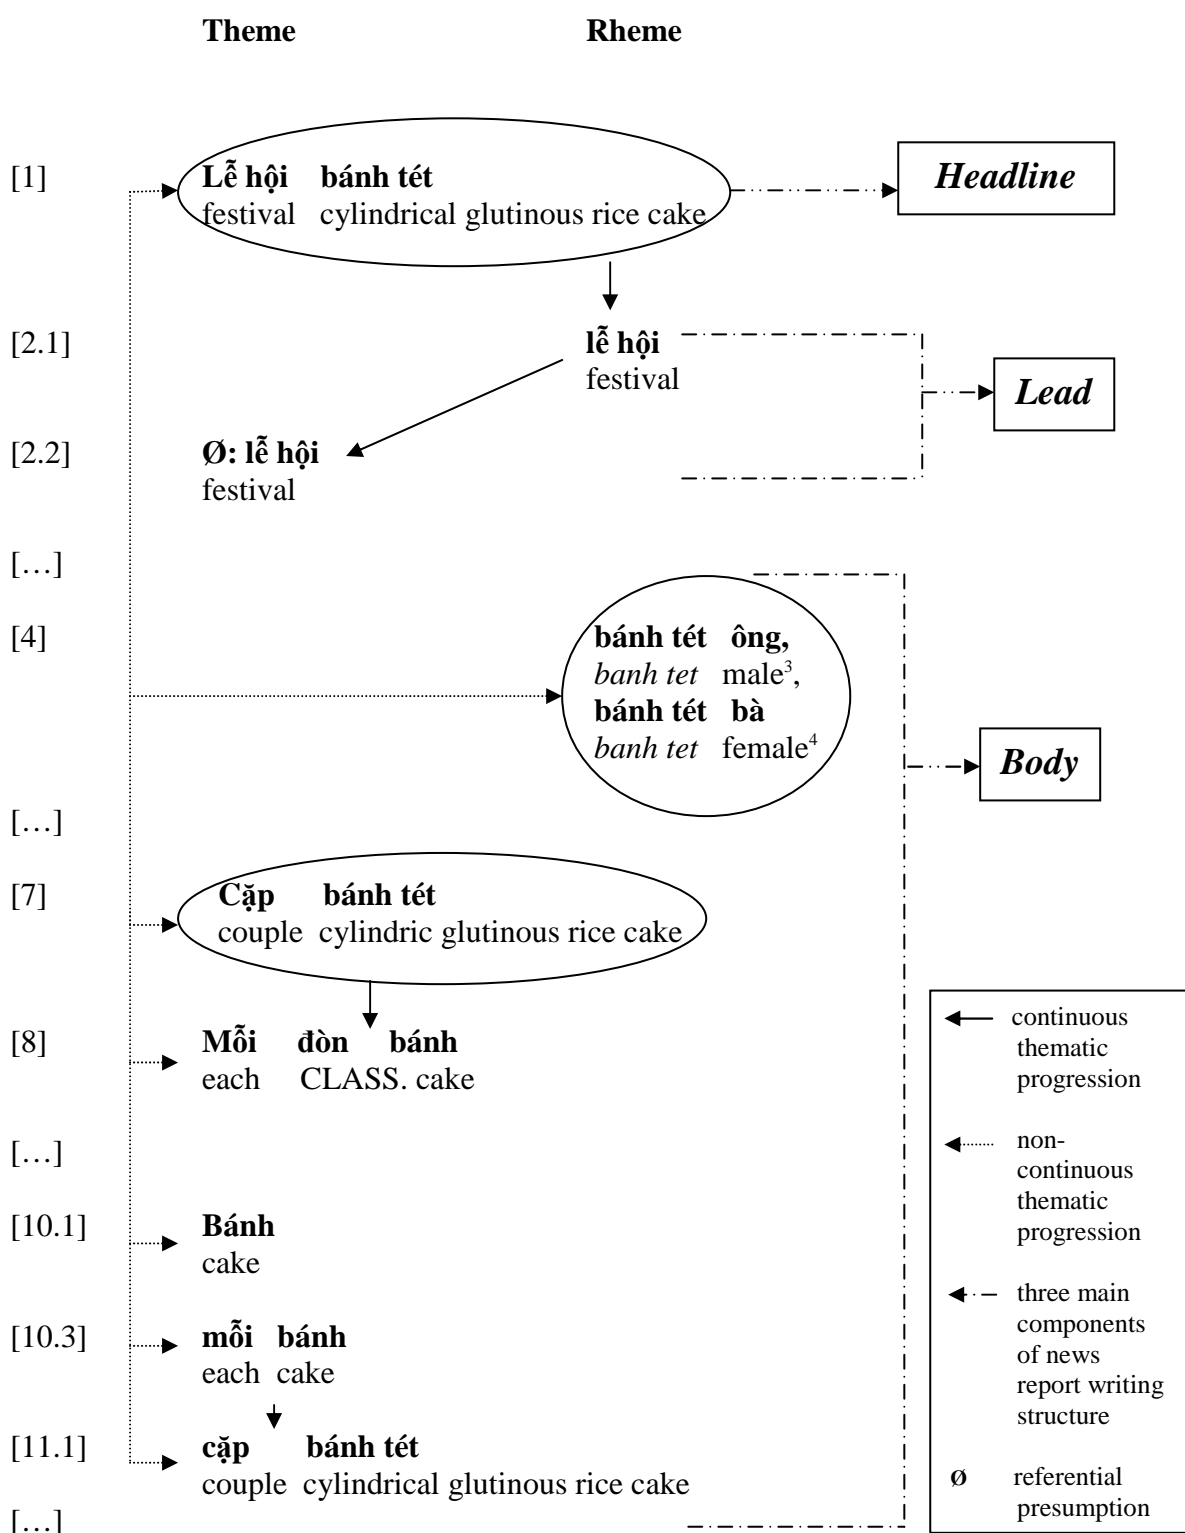 Theme Rheme
[1] Lễ hội bánh tét Headline
festival cylindrical glutinous rice cake
[2.1] lễ hội
festival
Lead
[2.2] Ø: lễ hội
festival
[…]
[4] bánh tét ông,
banh tet male³,
bánh tét bà
banh tet female⁴
Body
[…]
[7] Cặp bánh tét
couple cylindric glutinous rice cake
[8] Mỗi đòn bánh
each CLASS. cake
[…]
[10.1] Bánh
cake
[10.3] mỗi bánh
each cake
[11.1] cặp bánh tét
couple cylindrical glutinous rice cake
[…]
continuous
thematic
progression
non-
continuous
thematic
progression
three main
components
of news
report writing
structure
Ø referential
presumption